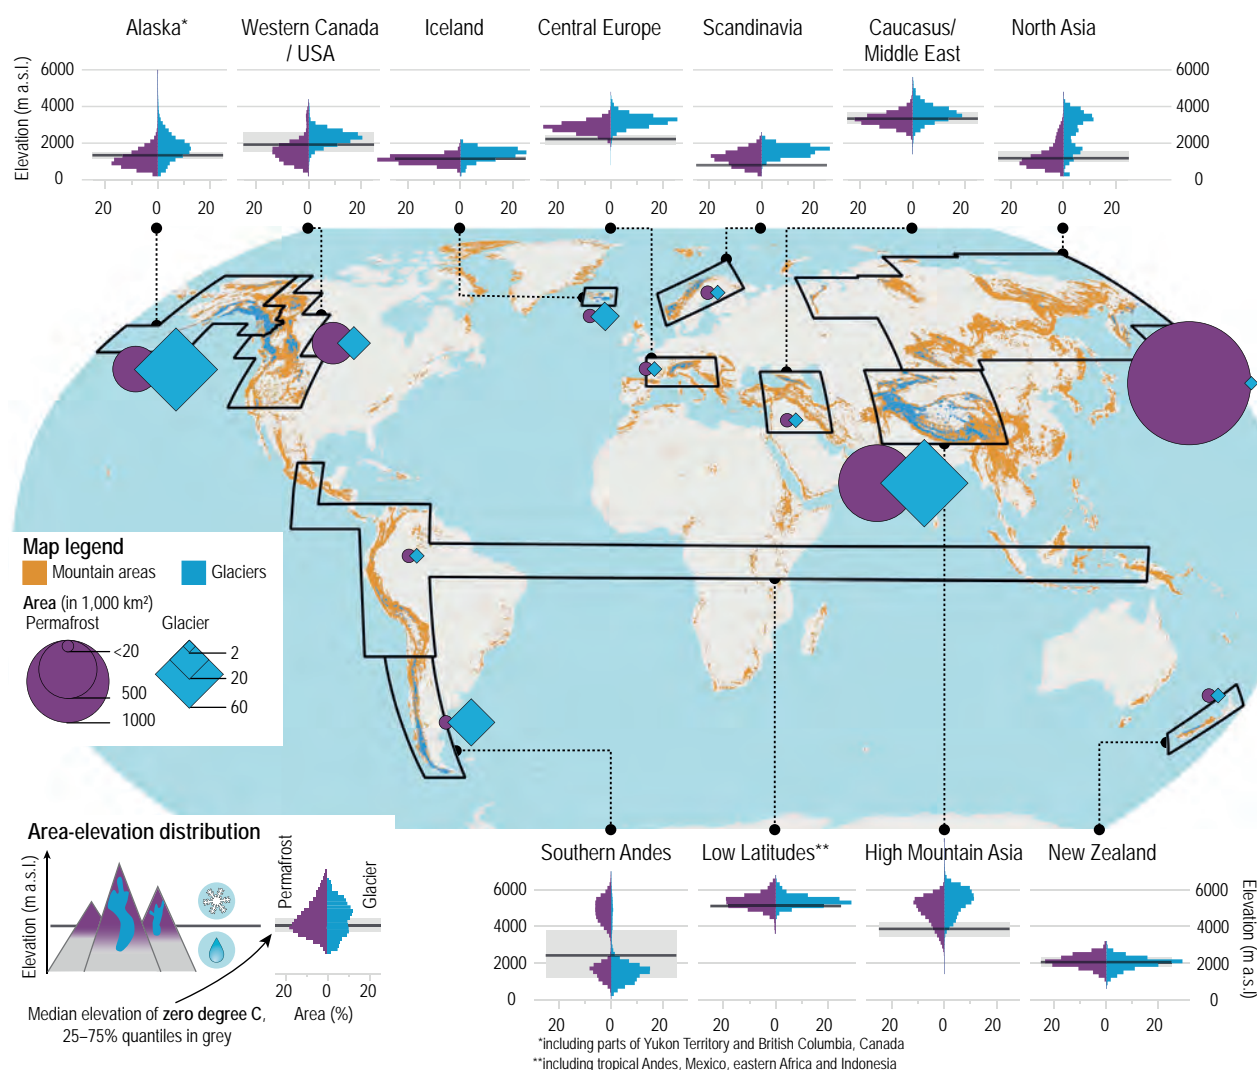 Alaska*
Western Canada
/ USA
Iceland
Central Europe
Scandinavia
Caucasus/
Middle East
North Asia
Elevation (m a.s.l.)
6000
4000
2000
0
6000
4000
2000
0
20 0 20
20 0 20
20 0 20
20 0 20
20 0 20
20 0 20
20 0 20
Map legend
Mountain areas
Glaciers
Area (in 1,000 km²)
Permafrost
Glacier
<20
500
1000
2
20
60
Area-elevation distribution
Elevation (m a.s.l.)
Permafrost
Glacier
20 0 20
Area (%)
Median elevation of zero degree C,
25–75% quantiles in grey
Southern Andes
Low Latitudes**
High Mountain Asia
New Zealand
6000
4000
2000
0
6000
4000
2000
0
Elevation (m a.s.l)
20 0 20
20 0 20
20 0 20
20 0 20
*including parts of Yukon Territory and British Columbia, Canada
**including tropical Andes, Mexico, eastern Africa and Indonesia